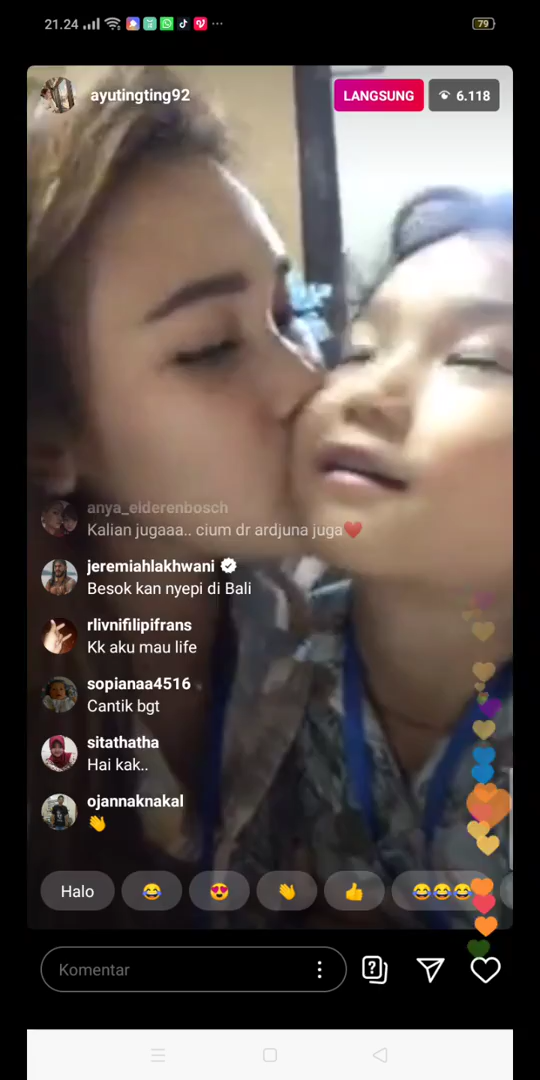 21.24
79
ayutingting92
LANGSUNG
6.118
anya_elderenbosch
Kalian jugaaa.. cium dr ardjuna juga❤️
jeremiahlakhwani
Besok kan nyepi di Bali
rlivnifilipifrans
Kk aku mau life
sopianaa4516
Cantik bgt
sitathatha
Hai kak..
ojannaknakal
👋
Halo 😂 😍 👋 👍 😂😂😂
Komentar